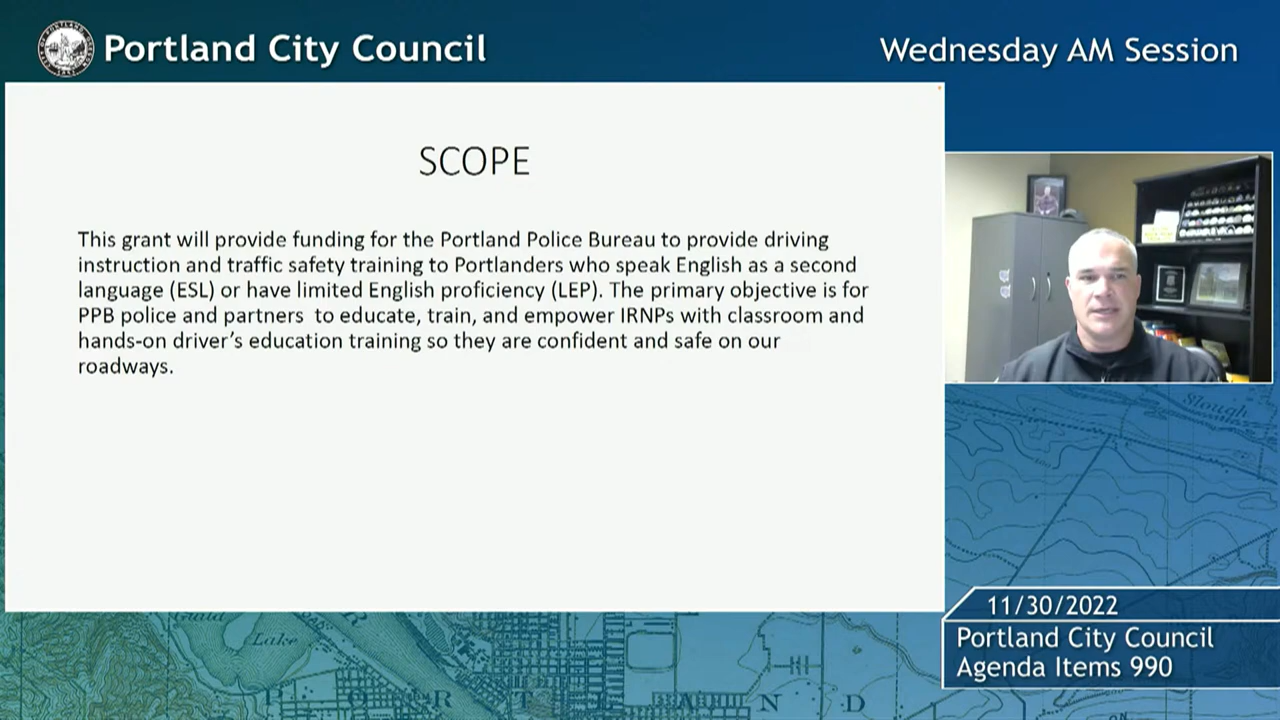 Portland City Council
Wednesday AM Session
SCOPE
This grant will provide funding for the Portland Police Bureau to provide driving
instruction and traffic safety training to Portlanders who speak English as a second
language (ESL) or have limited English proficiency (LEP). The primary objective is for
PPB police and partners  to educate, train, and empower IRNPs with classroom and
hands-on driver’s education training so they are confident and safe on our
roadways.
Slough
11/30/2022
Portland City Council
Agenda Items 990
Guild
Lake
R T L A N D